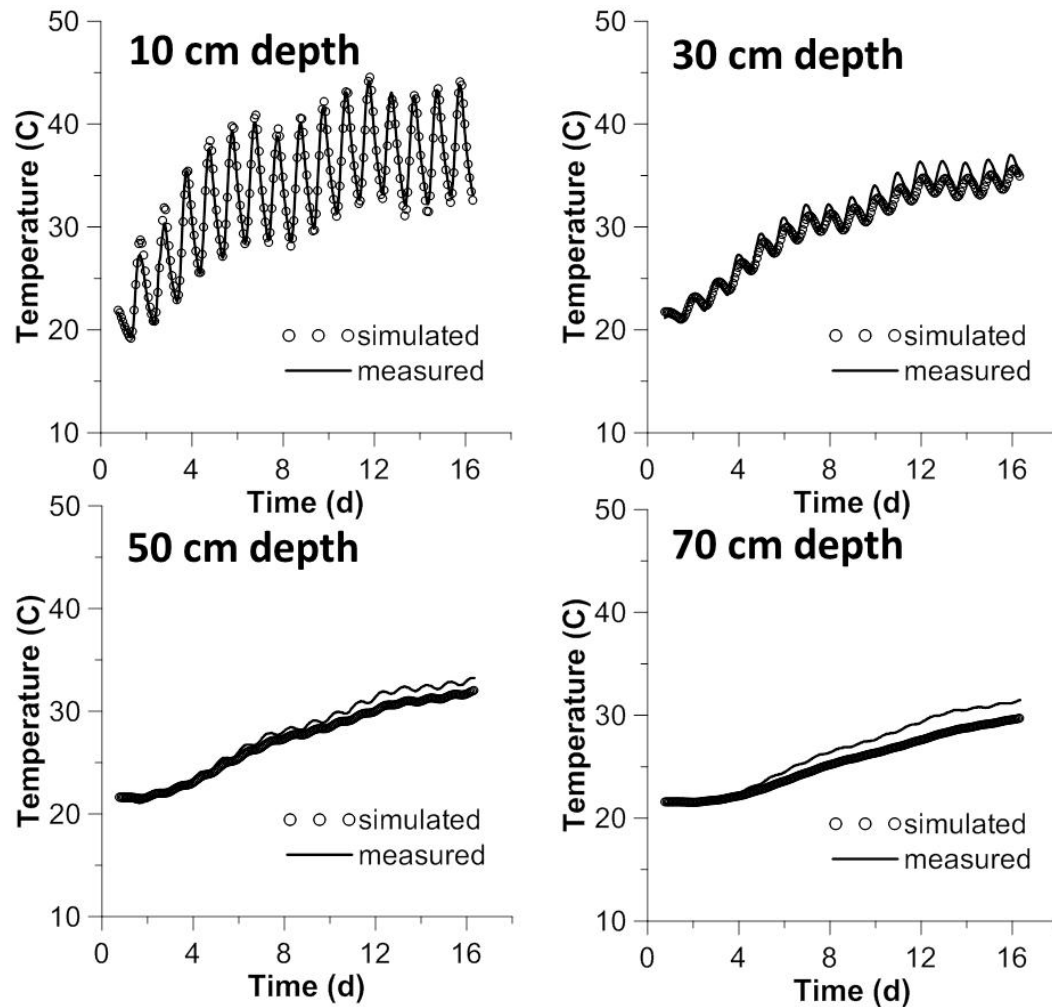 10 cm depth
50
40
30
20
10
Temperature (C)
○ ○ ○ simulated
measured
0
4
8
12
16
Time (d)
30 cm depth
50
40
30
20
10
Temperature (C)
○ ○ ○ simulated
measured
0
4
8
12
16
Time (d)
50 cm depth
50
40
30
20
10
Temperature (C)
○ ○ ○ simulated
measured
0
4
8
12
16
Time (d)
70 cm depth
50
40
30
20
10
Temperature (C)
○ ○ ○ simulated
measured
0
4
8
12
16
Time (d)